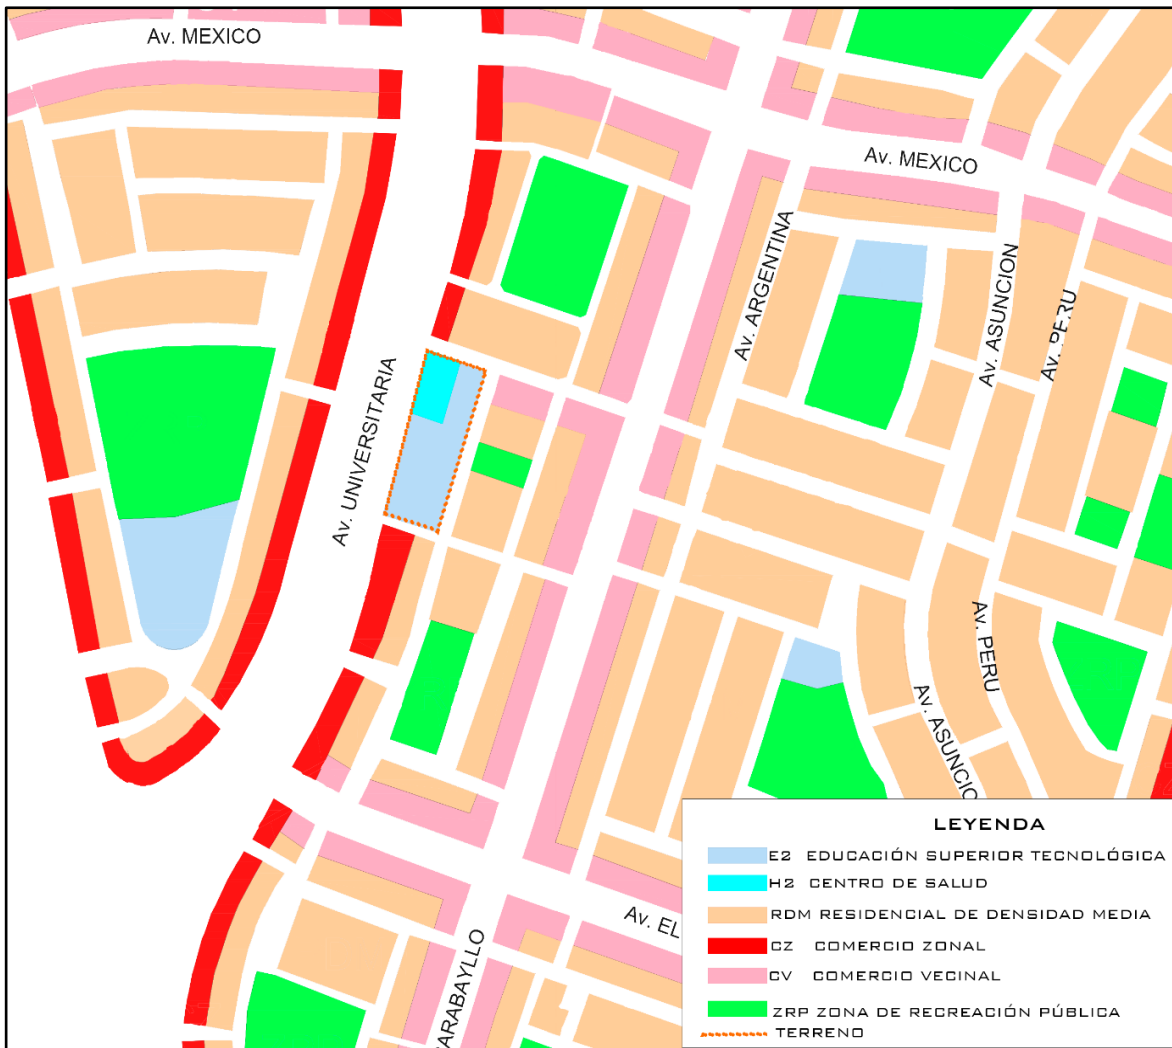 Av. MEXICO
Av. MEXICO
Av. ARGENTINA
Av. ASUNCION
Av. PERU
Av. UNIVERSITARIA
Av. PERU
Av. ASUNCIO
Av. EL
ARABAYLLO
LEYENDA
E2 EDUCACIÓN SUPERIOR TECNOLÓGICA
H2 CENTRO DE SALUD
RDM RESIDENCIAL DE DENSIDAD MEDIA
CZ COMERCIO ZONAL
CV COMERCIO VECINAL
ZRP ZONA DE RECREACIÓN PÚBLICA
TERRENO